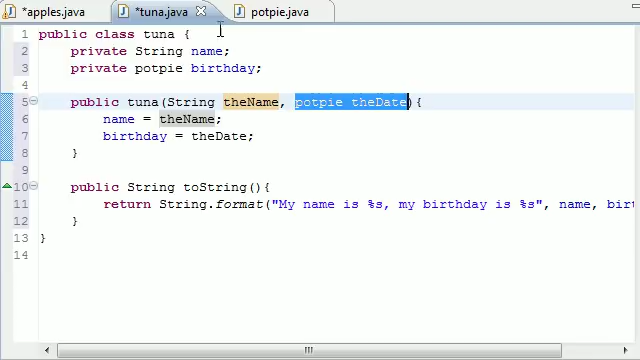 *apples.java *tuna.java potpie.java
1 public class tuna {
2 private String name;
3 private potpie birthday;
4
5 public tuna(String theName, potpie theDate){
6 name = theName;
7 birthday = theDate;
8 }
9
10 public String toString(){
11 return String.format("My name is %s, my birthday is %s", name, birt
12 }
13 }
14